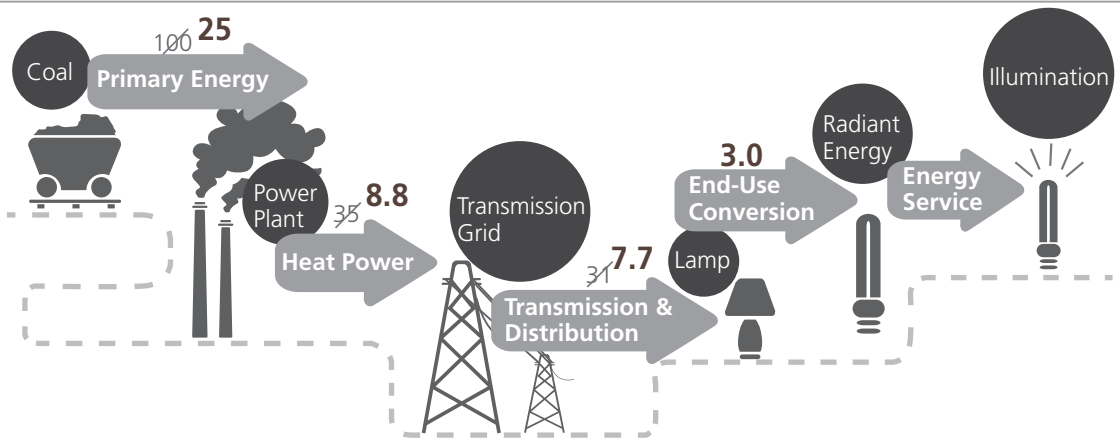 Coal
100 25
Primary Energy
Power
Plant
35 8.8
Heat Power
Transmission
Grid
31 7.7
Transmission &
Distribution
Lamp
3.0
End-Use
Conversion
Radiant
Energy
Energy
Service
Illumination